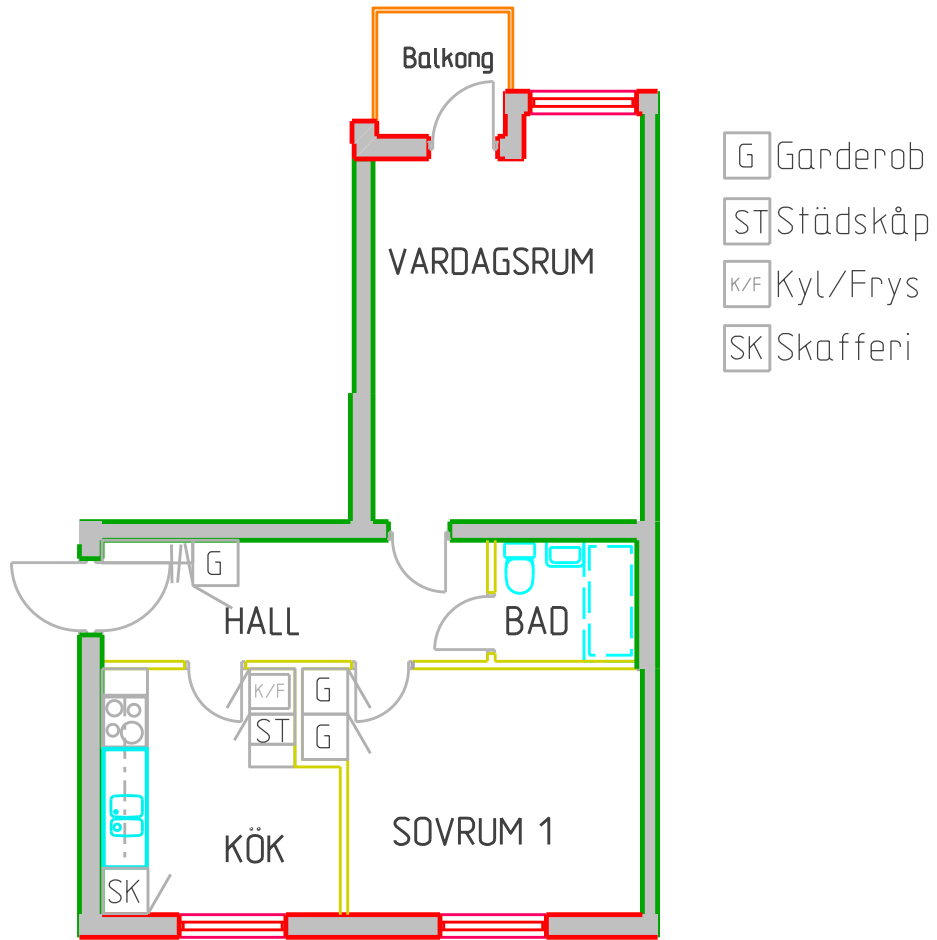 Balkong
G Garderob
ST Städskåp
VARDAGSRUM
K/F Kyl/Frys
SK Skafferi
G
HALL
BAD
K/F
G
ST
G
SOVRUM 1
KÖK
SK